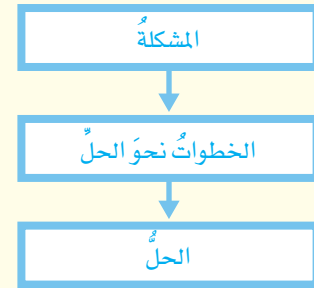 المشكلةُ
الخطواتُ نحوَ الحلِّ
الحلُّ